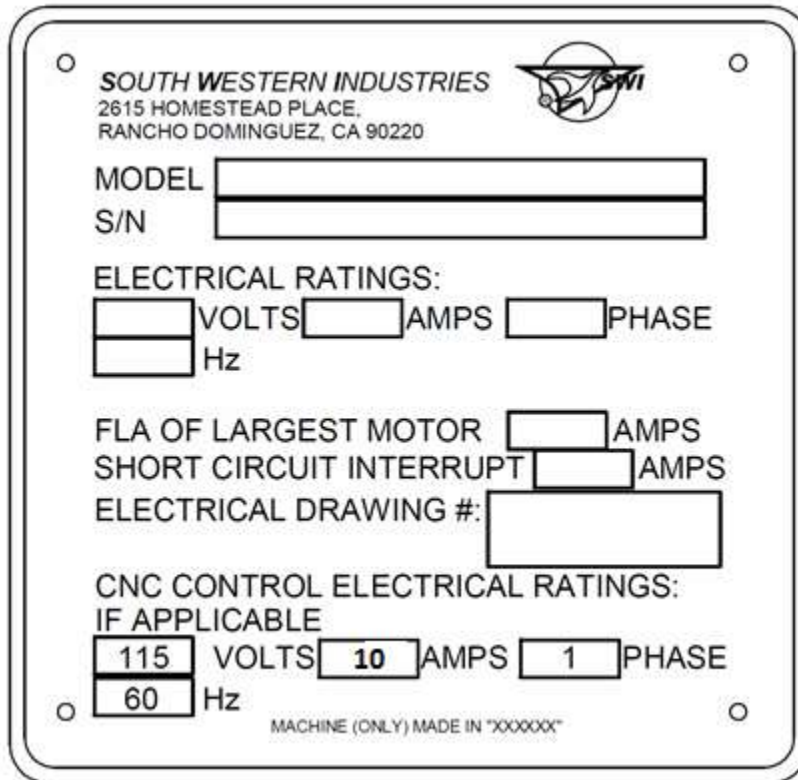 SOUTH WESTERN INDUSTRIES
SWI
2615 HOMESTEAD PLACE,
RANCHO DOMINGUEZ, CA 90220
MODEL
S/N
ELECTRICAL RATINGS:
VOLTS AMPS PHASE
Hz
FLA OF LARGEST MOTOR AMPS
SHORT CIRCUIT INTERRUPT AMPS
ELECTRICAL DRAWING #:
CNC CONTROL ELECTRICAL RATINGS:
IF APPLICABLE
115 VOLTS 10 AMPS 1 PHASE
60 Hz
MACHINE (ONLY) MADE IN "XXXXXX"